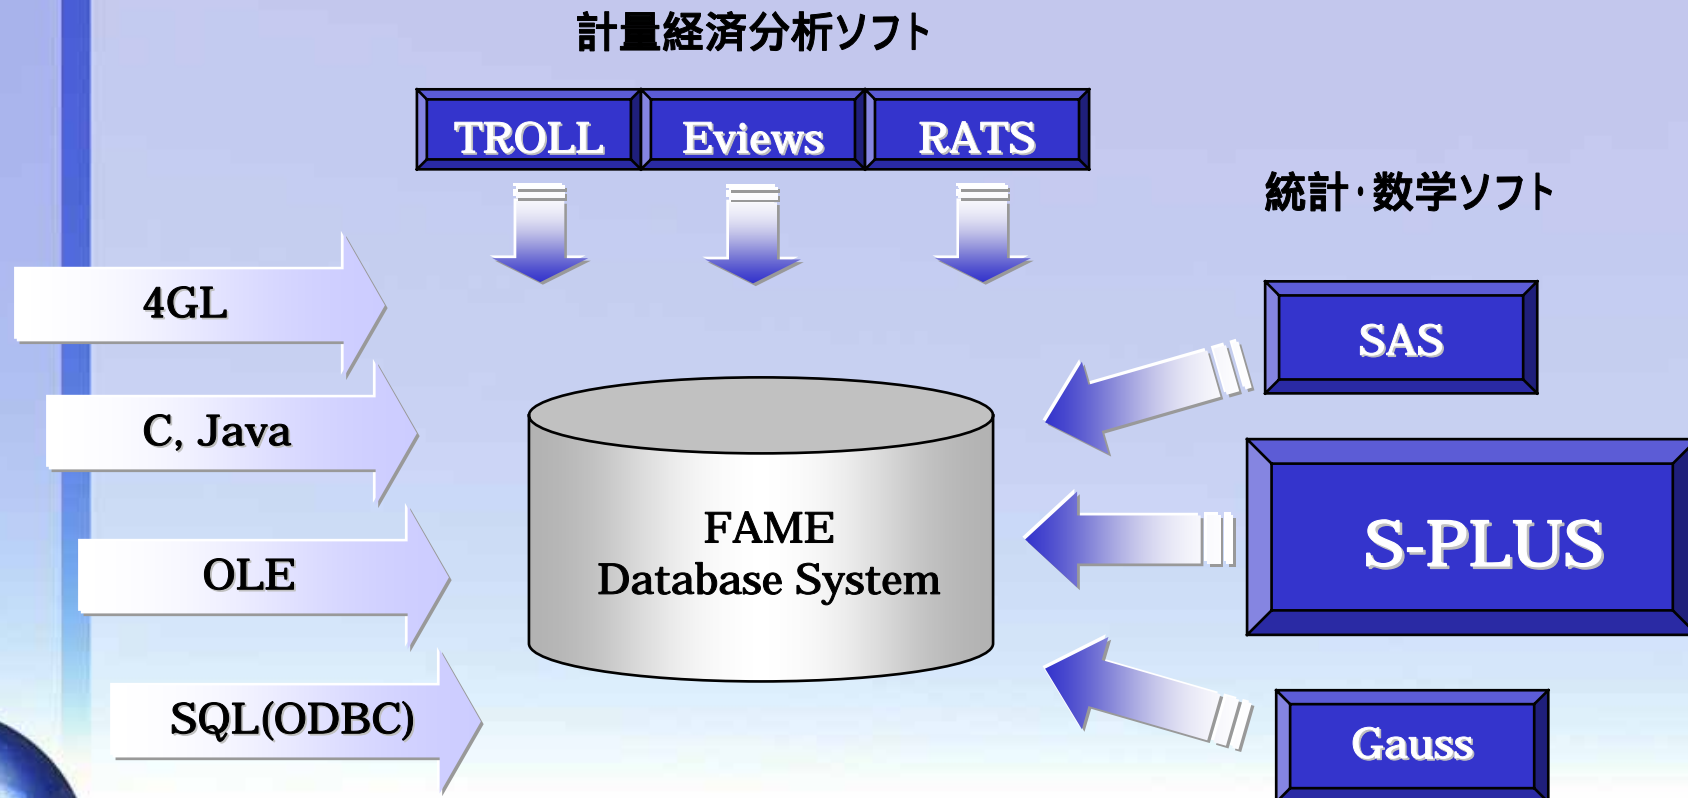 計量経済分析ソフト
TROLL
Eviews
RATS
統計・数学ソフト
4GL
SAS
C, Java
FAME
Database System
S-PLUS
OLE
SQL(ODBC)
Gauss